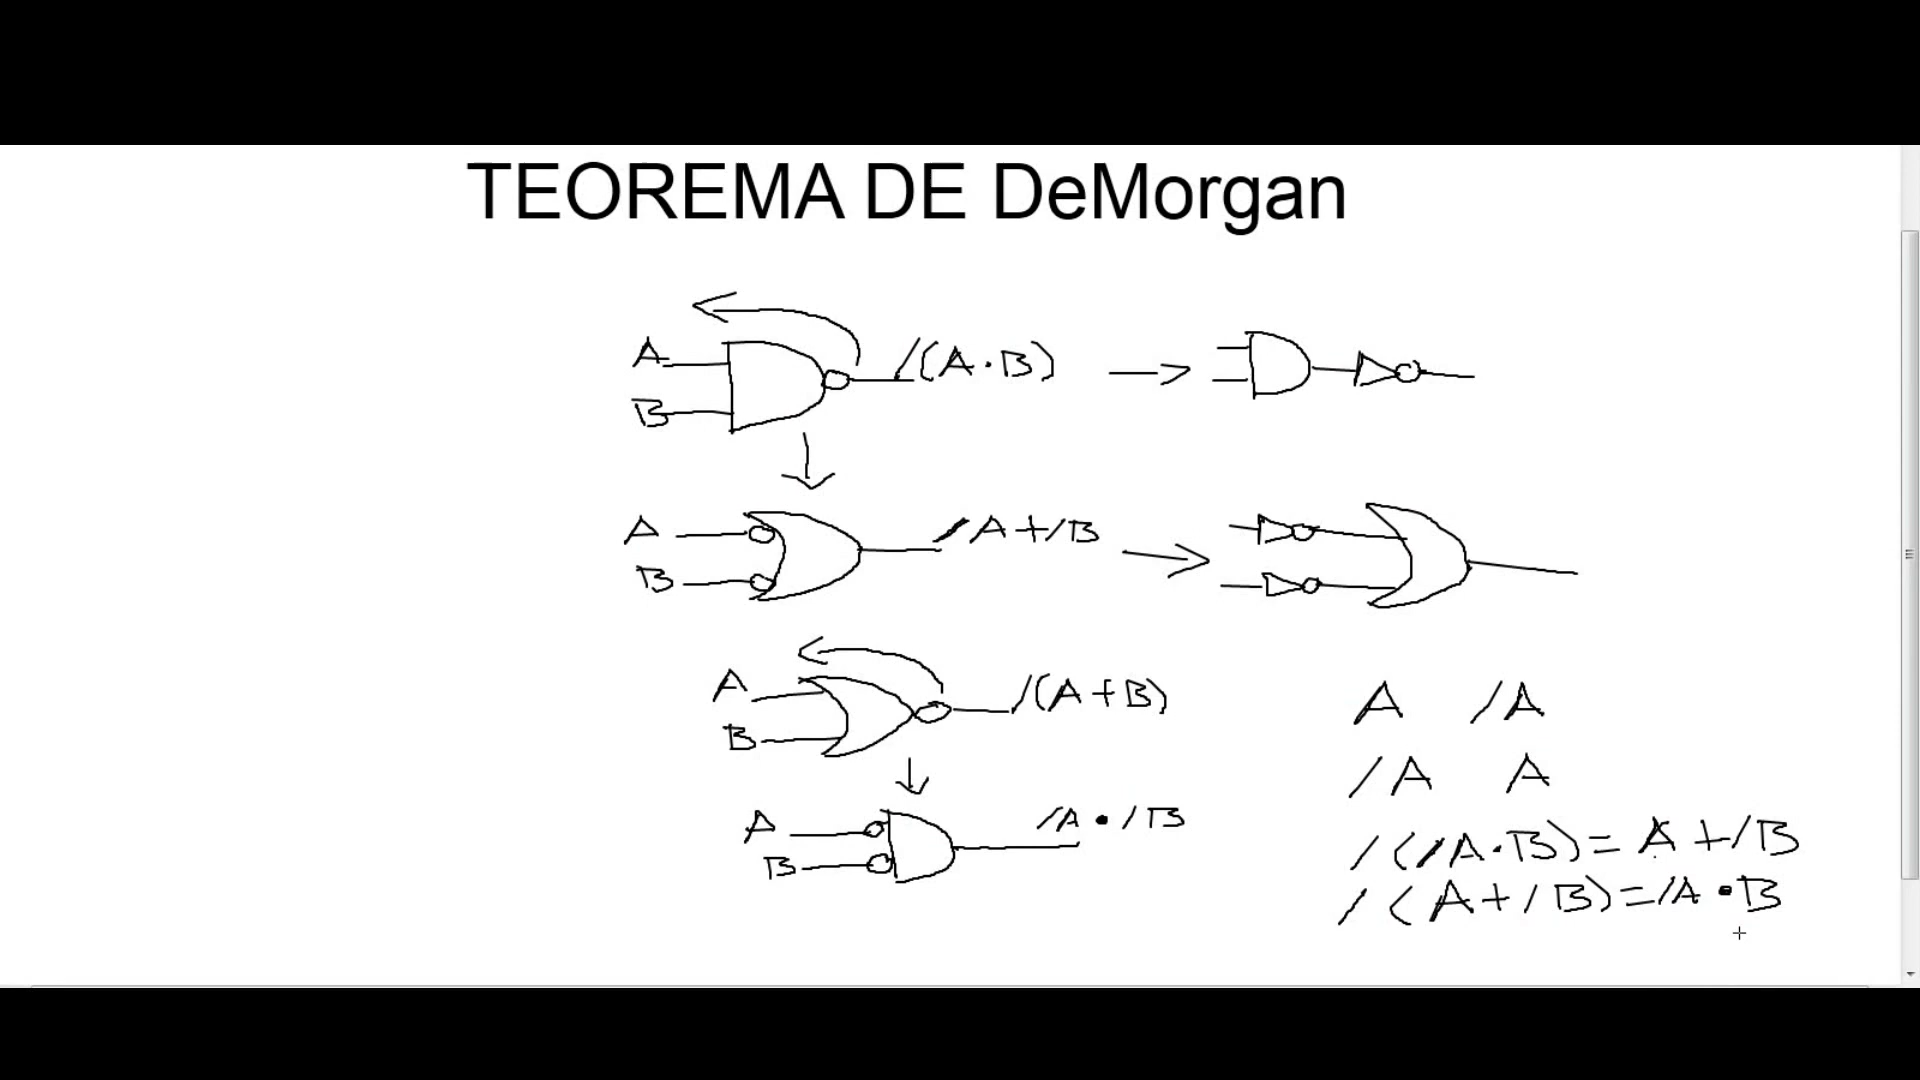 TEOREMA DE DeMorgan
A
B
/(A·B)
A
B
/A+/B
A
B
/(A+B)
A
B
/A·/B
A /A
/A A
/(/A·B)=A+/B
/(A+/B)=/A·B